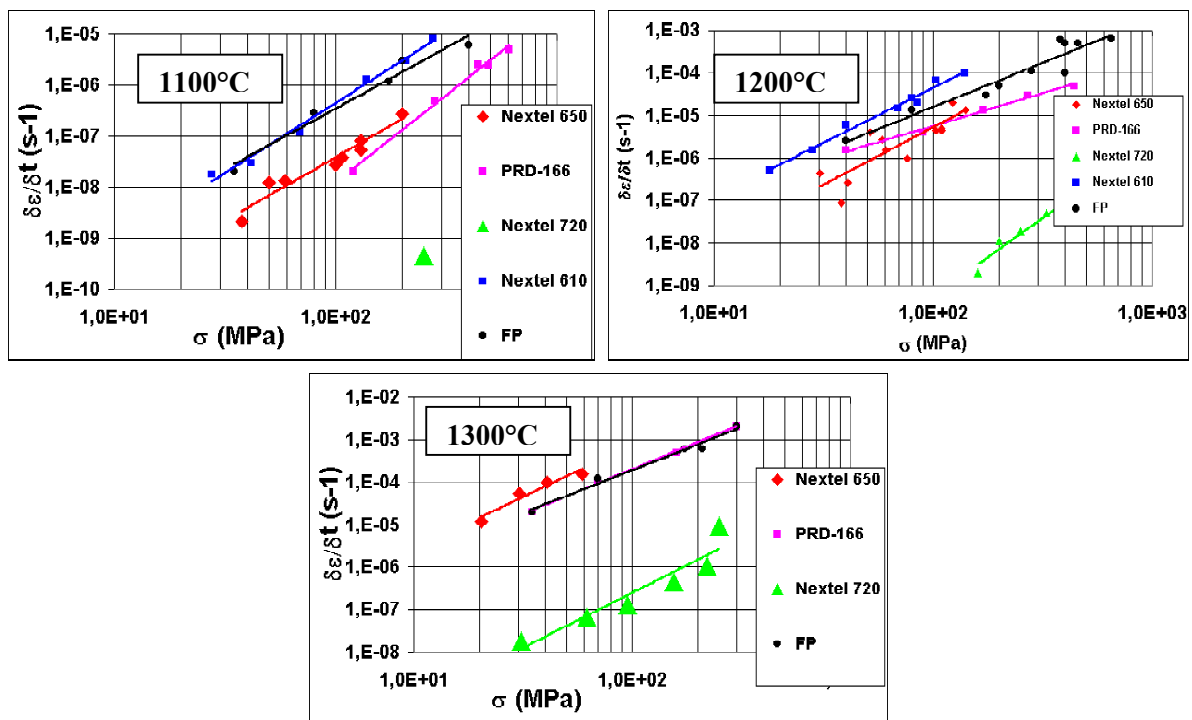 1,E-05
1,E-06
1,E-07
1,E-08
1,E-09
1,E-10
δε/δt (s-1)
1100°C
Nextel 650
PRD-166
Nextel 720
Nextel 610
FP
1,0E+01
1,0E+02
σ (MPa)
1,E-03
1,E-04
1,E-05
1,E-06
1,E-07
1,E-08
1,E-09
δε/δt (s-1)
1200°C
Nextel 650
PRD-166
Nextel 720
Nextel 610
FP
1,0E+01
1,0E+02
1,0E+03
σ (MPa)
1,E-02
1,E-03
1,E-04
1,E-05
1,E-06
1,E-07
1,E-08
δε/δt (s-1)
1300°C
Nextel 650
PRD-166
Nextel 720
FP
1,0E+01
1,0E+02
σ (MPa)